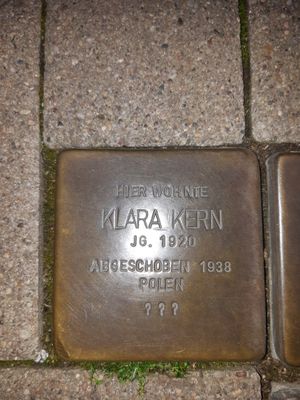 HIER WOHNTE
KLARA KERN
JG. 1920
ABGESCHOBEN 1938
POLEN
? ? ?